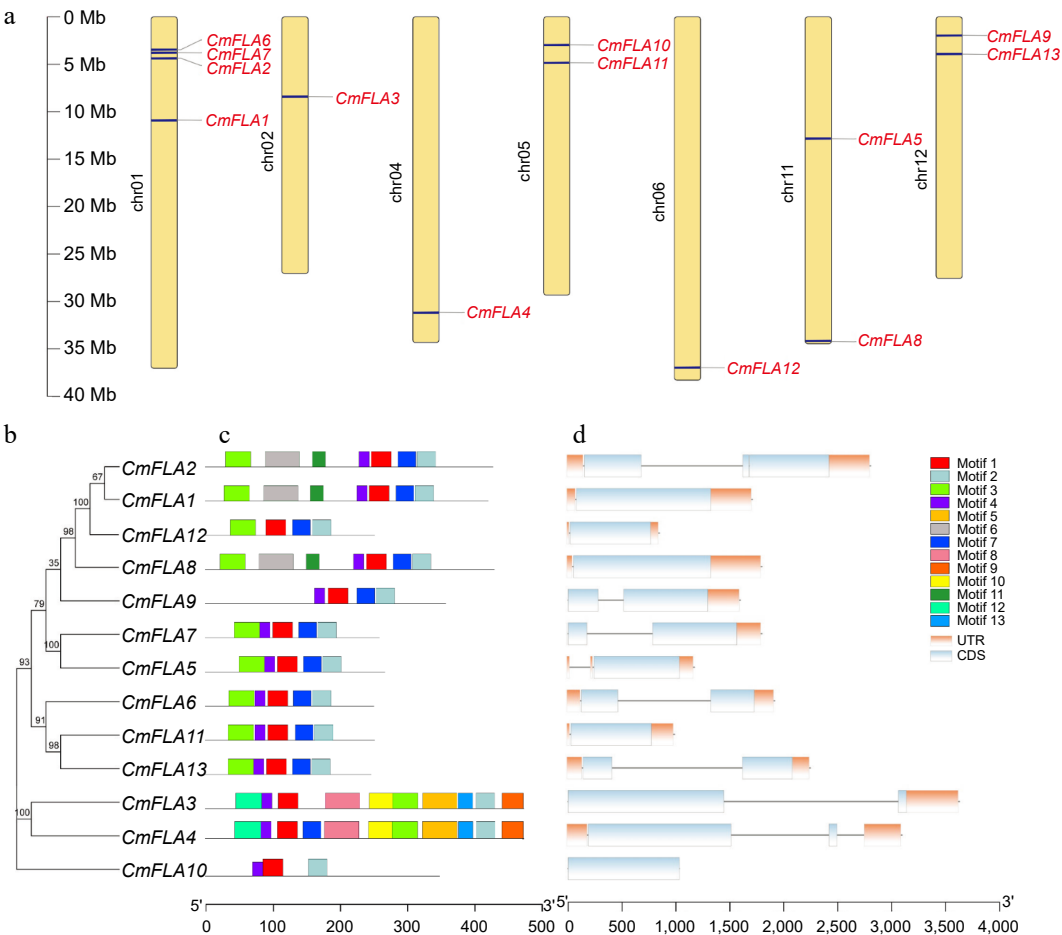 a
0 Mb
5 Mb
10 Mb
15 Mb
20 Mb
25 Mb
30 Mb
35 Mb
40 Mb
chr01
CmFLA6
CmFLA7
CmFLA2
CmFLA1
chr02
CmFLA3
chr04
CmFLA4
chr05
CmFLA10
CmFLA11
chr06
CmFLA12
chr11
CmFLA5
CmFLA8
chr12
CmFLA9
CmFLA13
b
67
100
98
35
79
100
93
91
98
100
CmFLA2
CmFLA1
CmFLA12
CmFLA8
CmFLA9
CmFLA7
CmFLA5
CmFLA6
CmFLA11
CmFLA13
CmFLA3
CmFLA4
CmFLA10
c
5' 3'
0 100 200 300 400 500
d
5' 3'
0 500 1,000 1,500 2,000 2,500 3,000 3,500 4,000
Motif 1
Motif 2
Motif 3
Motif 4
Motif 5
Motif 6
Motif 7
Motif 8
Motif 9
Motif 10
Motif 11
Motif 12
Motif 13
UTR
CDS